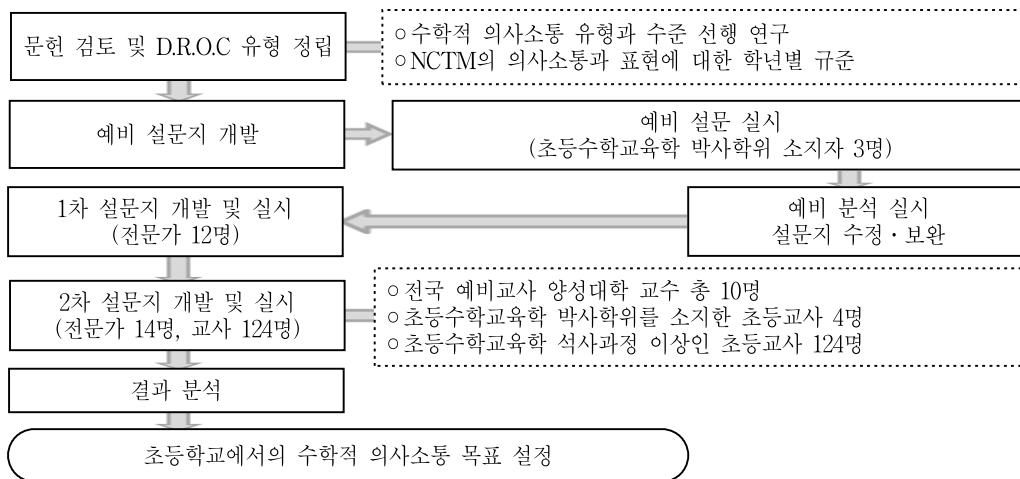 문헌 검토 및 D.R.O.C 유형 정립
○수학적 의사소통 유형과 수준 선행 연구
○NCTM의 의사소통과 표현에 대한 학년별 규준
예비 설문지 개발
예비 설문 실시
(초등수학교육학 박사학위 소지자 3명)
예비 분석 실시
설문지 수정·보완
1차 설문지 개발 및 실시
(전문가 12명)
2차 설문지 개발 및 실시
(전문가 14명, 교사 124명)
○전국 예비교사 양성대학 교수 총 10명
○초등수학교육학 박사학위를 소지한 초등교사 4명
○초등수학교육학 석사과정 이상인 초등교사 124명
결과 분석
초등학교에서의 수학적 의사소통 목표 설정